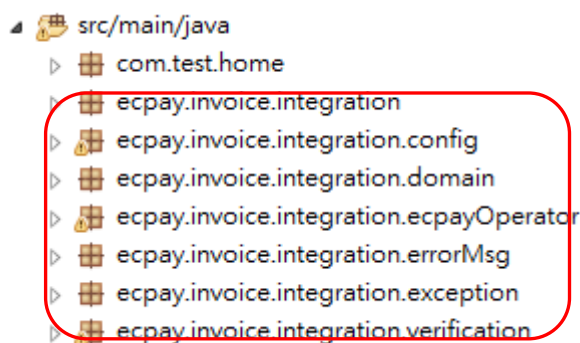 src/main/java
com.test.home
ecpay.invoice.integration
ecpay.invoice.integration.config
ecpay.invoice.integration.domain
ecpay.invoice.integration.ecpayOperator
ecpay.invoice.integration.errorMsg
ecpay.invoice.integration.exception
ecpay.invoice.integration.verification